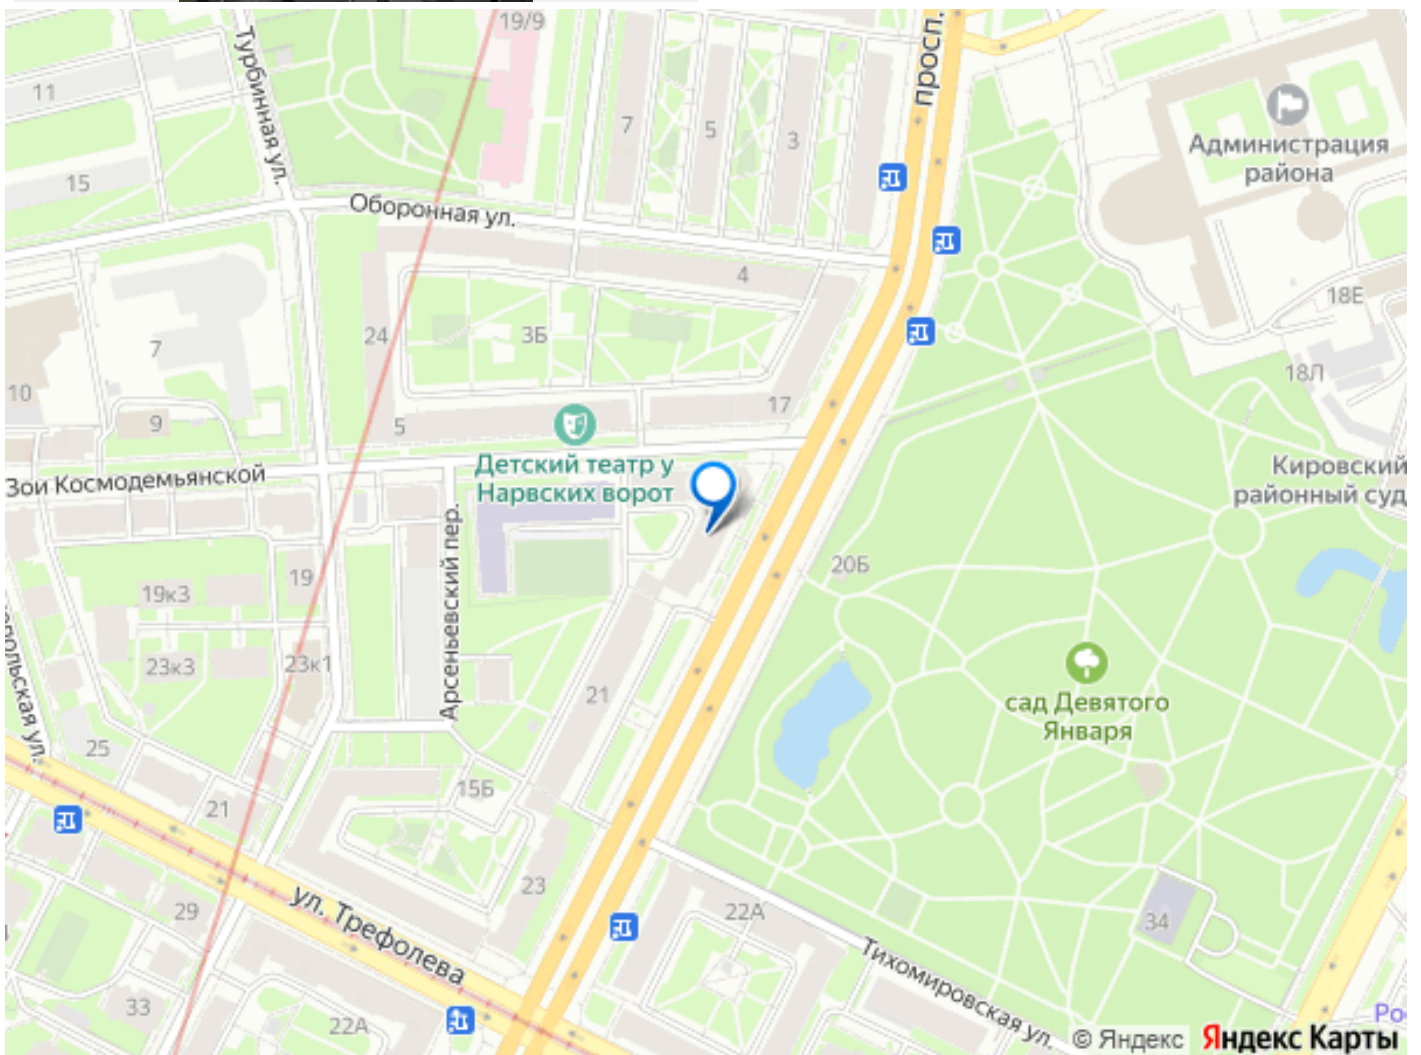 19/9
просп.
Турбинная ул.
11
7
5
3
Администрация
района
15
Оборонная ул.
4
18Е
24
3Б
7
18Л
10
17
9
5
Детский театр у
Нарвских ворот
Зои Космодемьянской
Кировский
районный суд
Арсеньевский пер.
20Б
19
19к3
23к1
23к3
польская ул.
21
сад Девятого
Января
25
15Б
21
23
29
ул. Трефолева
22А
34
Тихомировская ул.
33
22А
Ро
© Яндекс Яндекс Карты